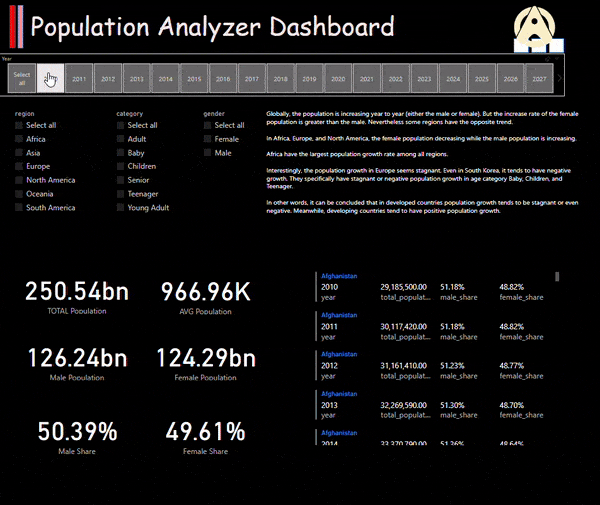 Population Analyzer Dashboard
Year
Select all
2011 2012 2013 2014 2015 2016 2017 2018 2019 2020 2021 2022 2023 2024 2025 2026 2027
region
Select all
Africa
Asia
Europe
North America
Oceania
South America
category
Select all
Adult
Baby
Children
Senior
Teenager
Young Adult
gender
Select all
Female
Male
Globally, the population is increasing year to year (either the male or female). But the increase rate of the female
population is greater than the male. Nevertheless some regions have the opposite trend.
In Africa, Europe, and North America, the female population decreasing while the male population is increasing.
Africa have the largest population growth rate among all regions.
Interestingly, the population growth in Europe seems stagnant. Even in South Korea, it tends to have negative
growth. They specifically have stagnant or negative population growth in age category Baby, Children, and
Teenager.
In other words, it can be concluded that in developed countries population growth tends to be stagnant or even
negative. Meanwhile, developing countries tend to have positive population growth.
250.54bn 966.96K
TOTAL Population AVG Population
126.24bn 124.29bn
Male Population Female Population
50.39% 49.61%
Male Share Female Share
Afghanistan
2010 29,185,500.00 51.18% 48.82%
year total_populat... male_share female_share
Afghanistan
2011 30,117,420.00 51.18% 48.82%
year total_populat... male_share female_share
Afghanistan
2012 31,161,410.00 51.23% 48.77%
year total_populat... male_share female_share
Afghanistan
2013 32,269,590.00 51.30% 48.70%
year total_populat... male_share female_share
Afghanistan
2014 33,370,790.00 51.36% 48.64%